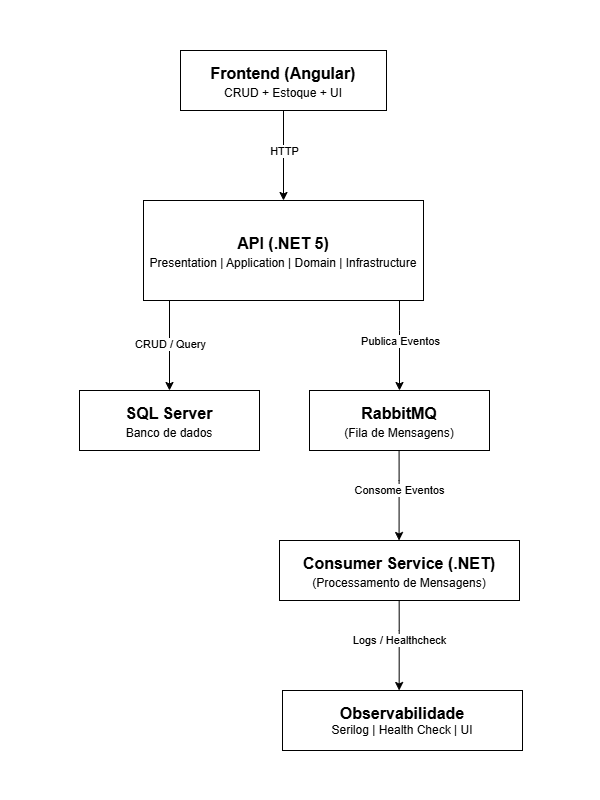 Frontend (Angular)
CRUD + Estoque + UI
HTTP
API (.NET 5)
Presentation | Application | Domain | Infrastructure
CRUD / Query
Publica Eventos
SQL Server
Banco de dados
RabbitMQ
(Fila de Mensagens)
Consome Eventos
Consumer Service (.NET)
(Processamento de Mensagens)
Logs / Healthcheck
Observabilidade
Serilog | Health Check | UI